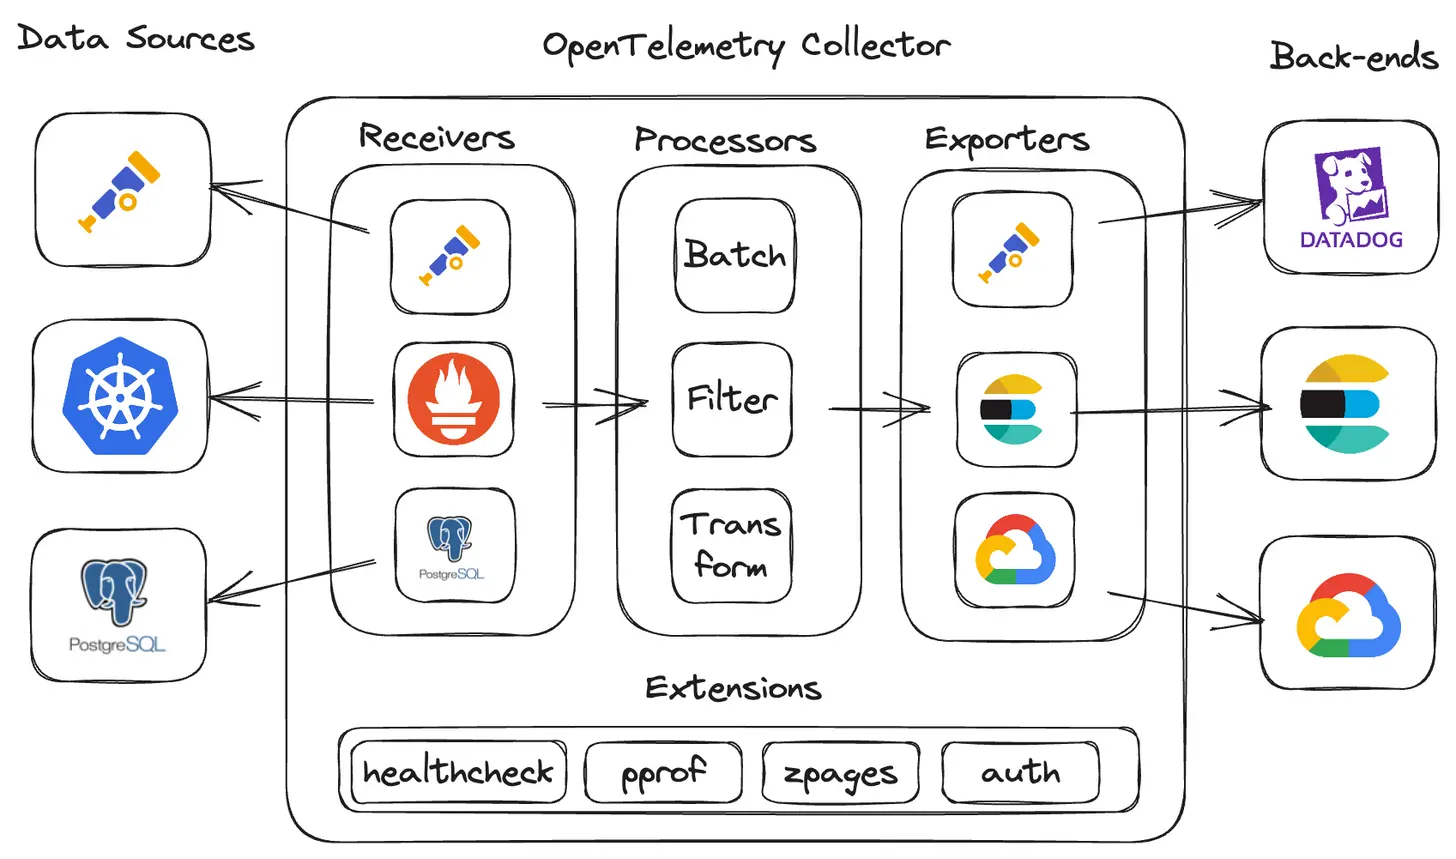 Data Sources
OpenTelemetry Collector
Back-ends
Receivers
Processors
Exporters
Batch
Filter
Trans
form
PostgreSQL
PostgreSQL
DATADOG
Extensions
healthcheck
pprof
zpages
auth